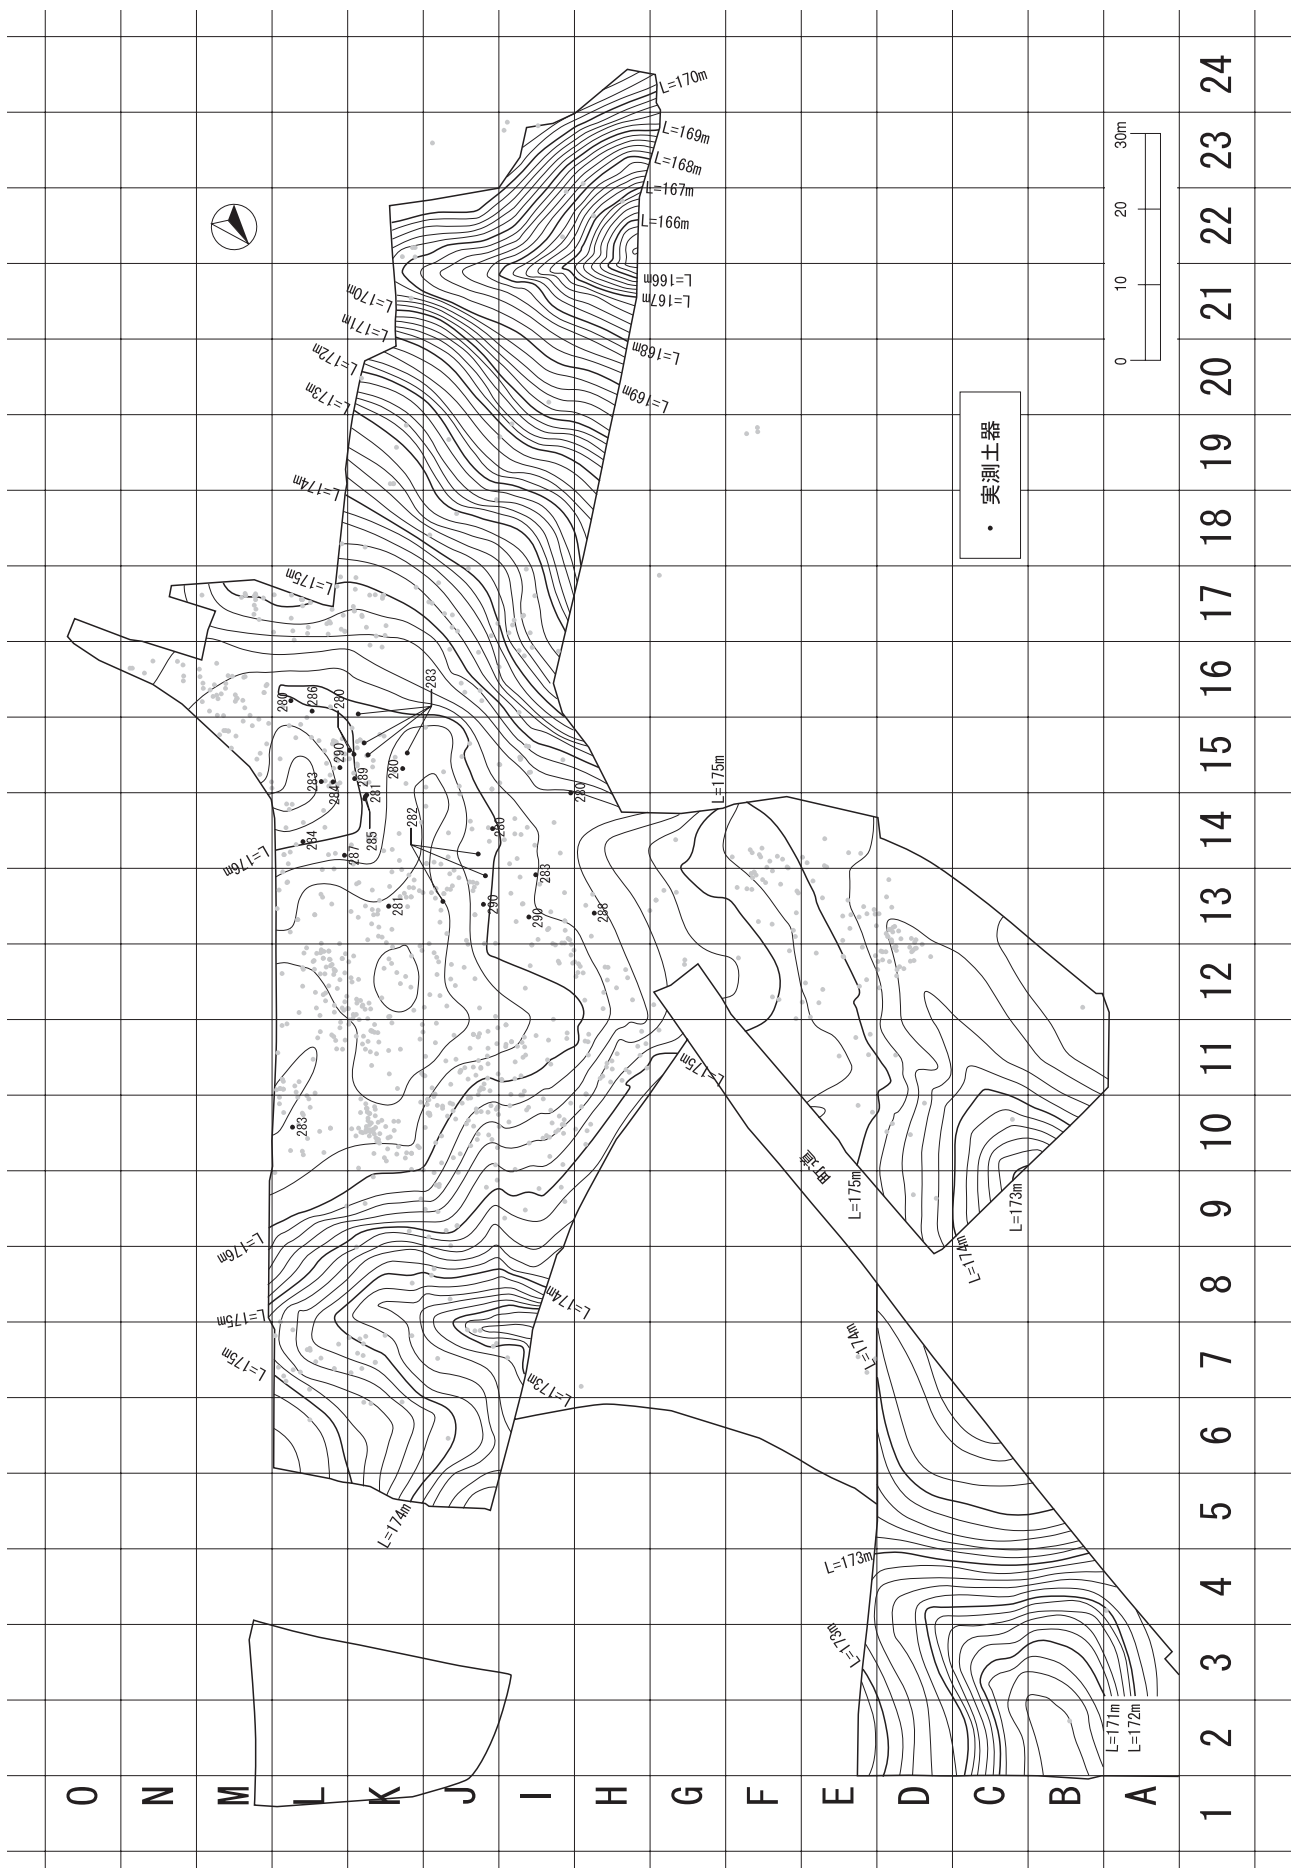 L=170m
L=169m
L=168m
L=167m
L=166m
L=166m
L=167m
L=168m
L=169m
L=170m
L=171m
L=172m
L=173m
L=174m
L=175m
30m
20
10
0
・ 実測土器
280
286
280
283
290
283
284
289
280
281
280
284
285
282
287
280
283
281
290
290
288
283
L=176m
L=175m
L=175m
町道
L=175m
L=173m
L=174m
L=176m
L=175m
L=175m
L=174m
L=173m
L=174m
L=174m
L=173m
L=173m
L=171m
L=172m
O
N
M
L
K
J
I
H
G
F
E
D
C
B
A
24
23
22
21
20
19
18
17
16
15
14
13
12
11
10
9
8
7
6
5
4
3
2
1